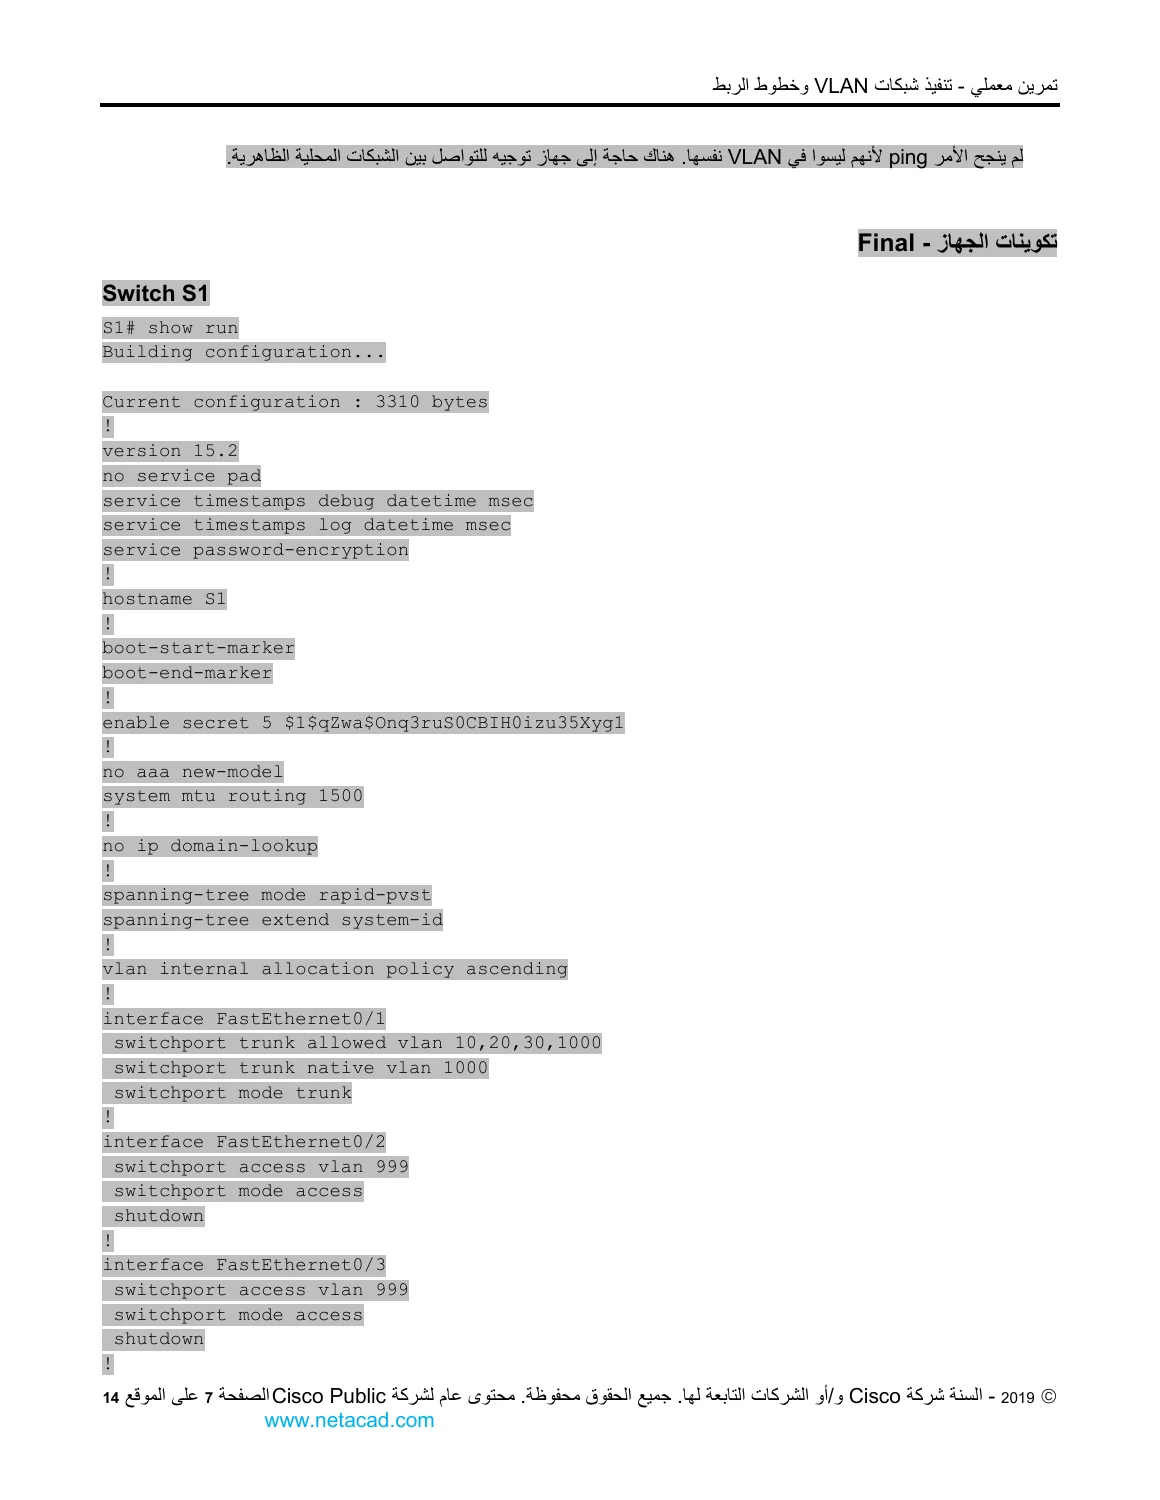 تمرين معملي - تنفيذ شبكات VLAN وخطوط الربط
لم ينجح الأمر ping لأنهم ليسوا في VLAN نفسها. هناك حاجة إلى جهاز توجيه للتواصل بين الشبكات المحلية الظاهرية.
تكوينات الجهاز - Final
Switch S1
S1# show run
Building configuration...
Current configuration : 3310 bytes
!
version 15.2
no service pad
service timestamps debug datetime msec
service timestamps log datetime msec
service password-encryption
!
hostname S1
!
boot-start-marker
boot-end-marker
!
enable secret 5 $1$qZwa$Onq3ruS0CBIH0izu35Xyg1
!
no aaa new-model
system mtu routing 1500
!
no ip domain-lookup
!
spanning-tree mode rapid-pvst
spanning-tree extend system-id
!
vlan internal allocation policy ascending
!
interface FastEthernet0/1
 switchport trunk allowed vlan 10,20,30,1000
 switchport trunk native vlan 1000
 switchport mode trunk
!
interface FastEthernet0/2
 switchport access vlan 999
 switchport mode access
 shutdown
!
interface FastEthernet0/3
 switchport access vlan 999
 switchport mode access
 shutdown
!
© 2019 - السنة شركة Cisco و/أو الشركات التابعة لها. جميع الحقوق محفوظة. محتوى عام لشركة Cisco Public الصفحة 7 على الموقع 14
www.netacad.com